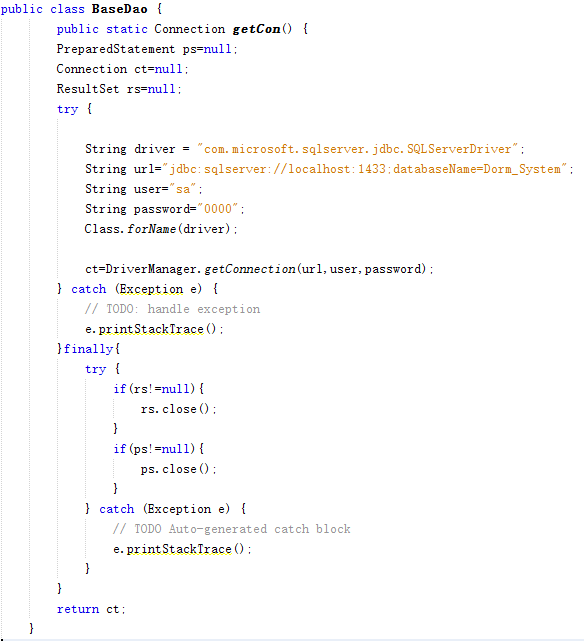 public class BaseDao {
    public static Connection getCon() {
    PreparedStatement ps=null;
    Connection ct=null;
    ResultSet rs=null;
    try {

        String driver = "com.microsoft.sqlserver.jdbc.SQLServerDriver";
        String url="jdbc:sqlserver://localhost:1433;databaseName=Dorm_System";
        String user="sa";
        String password="0000";
        Class.forName(driver);

        ct=DriverManager.getConnection(url,user,password);
    } catch (Exception e) {
        // TODO: handle exception
        e.printStackTrace();
    }finally{
        try {
            if(rs!=null){
                rs.close();
            }
            if(ps!=null){
                ps.close();
            }
        } catch (Exception e) {
            // TODO Auto-generated catch block
            e.printStackTrace();
        }
    }
    return ct;
}